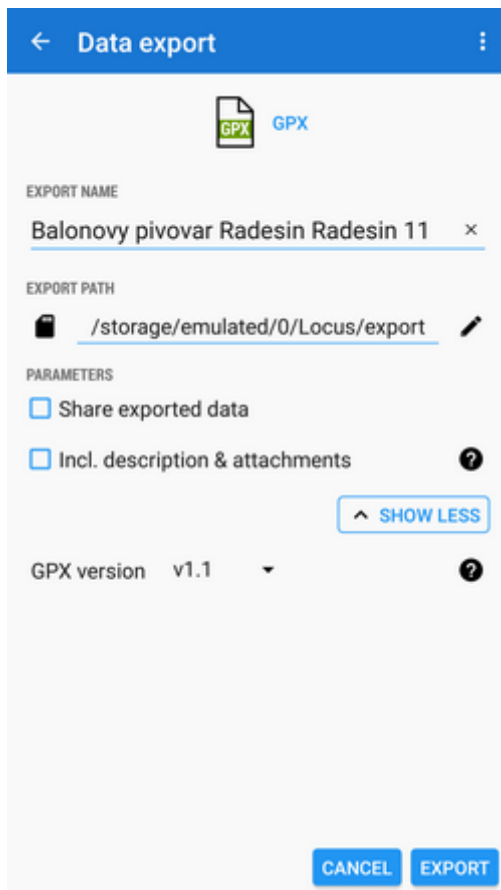 Data export
GPX GPX
EXPORT NAME
Balonovy pivovar Radesin Radesin 11
EXPORT PATH
/storage/emulated/0/Locus/export
PARAMETERS
Share exported data
Incl. description & attachments ?
SHOW LESS
GPX version v1.1 ?
CANCEL EXPORT